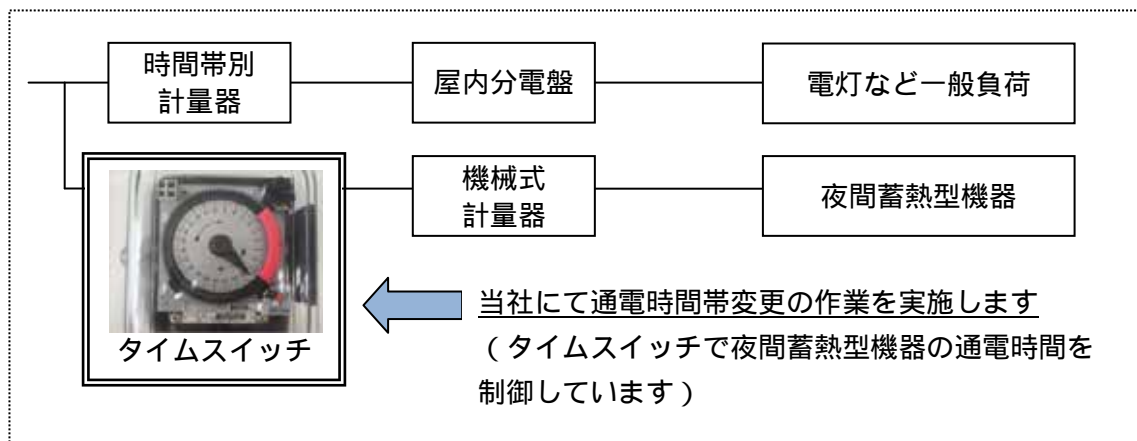 時間帯別
計量器
屋内分電盤
電灯など一般負荷
機械式
計量器
夜間蓄熱型機器
タイムスイッチ
当社にて通電時間帯変更の作業を実施します
（タイムスイッチで夜間蓄熱型機器の通電時間を
制御しています）